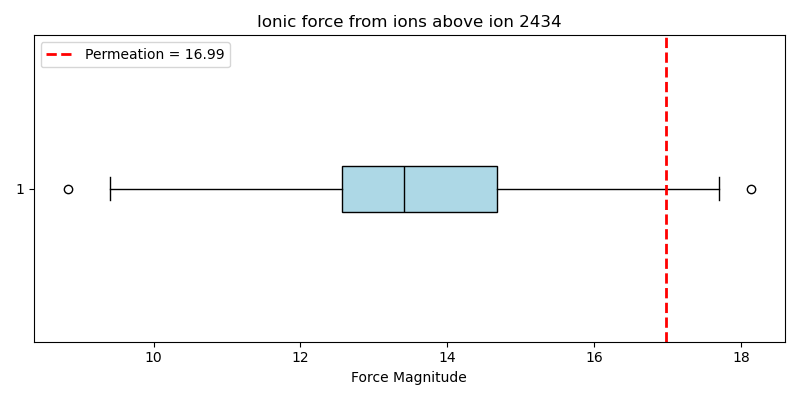 Ionic force from ions above ion 2434
Permeation = 16.99
1
10 12 14 16 18
Force Magnitude